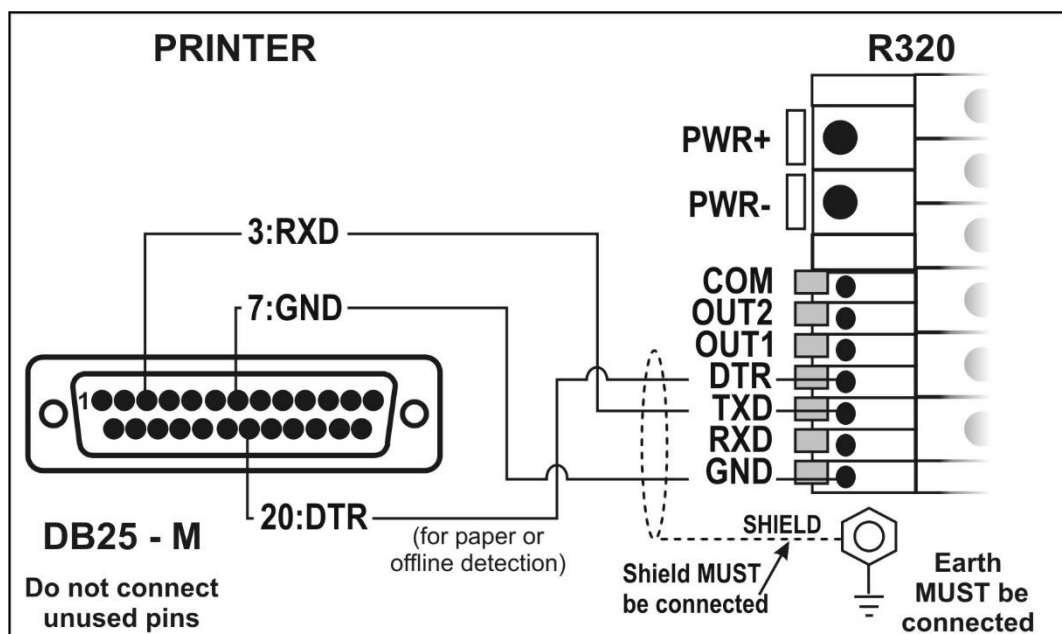 PRINTER
R320
PWR+
PWR-
3:RXD
7:GND
COM
OUT2
OUT1
DTR
TXD
RXD
GND
1
20:DTR
(for paper or
offline detection)
DB25 - M
Do not connect
unused pins
SHIELD
Shield MUST
be connected
Earth
MUST be
connected